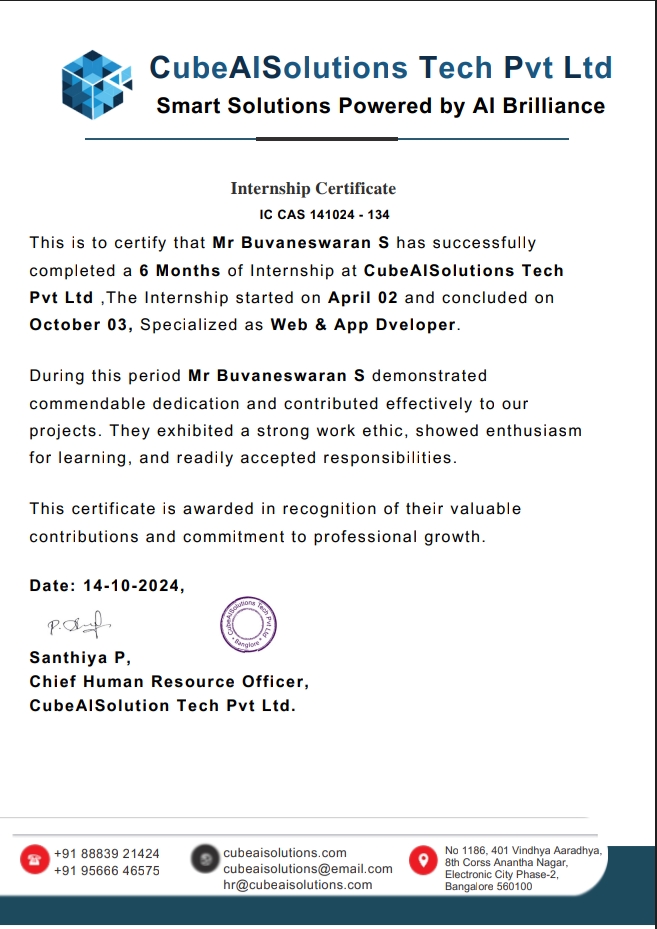 CubeAISolutions Tech Pvt Ltd
Smart Solutions Powered by AI Brilliance
Internship Certificate
IC CAS 141024 - 134
This is to certify that Mr Buvaneswaran S has successfully
completed a 6 Months of Internship at CubeAISolutions Tech
Pvt Ltd ,The Internship started on April 02 and concluded on
October 03, Specialized as Web & App Dveloper.
During this period Mr Buvaneswaran S demonstrated
commendable dedication and contributed effectively to our
projects. They exhibited a strong work ethic, showed enthusiasm
for learning, and readily accepted responsibilities.
This certificate is awarded in recognition of their valuable
contributions and commitment to professional growth.
Date: 14-10-2024,
CubeAISolutions Tech Pvt Ltd
Banglore
Santhiya P,
Chief Human Resource Officer,
CubeAISolution Tech Pvt Ltd.
+91 88839 21424
+91 95666 46575
cubeaisolutions.com
cubeaisolutions@email.com
hr@cubeaisolutions.com
No 1186, 401 Vindhya Aaradhya,
8th Corss Anantha Nagar,
Electronic City Phase-2,
Bangalore 560100